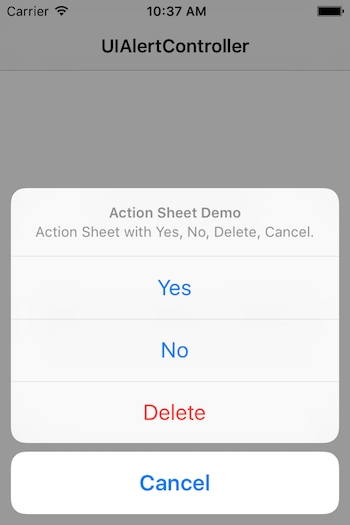 Carrier 10:37 AM
UIAlertController
Action Sheet Demo
Action Sheet with Yes, No, Delete, Cancel.
Yes
No
Delete
Cancel